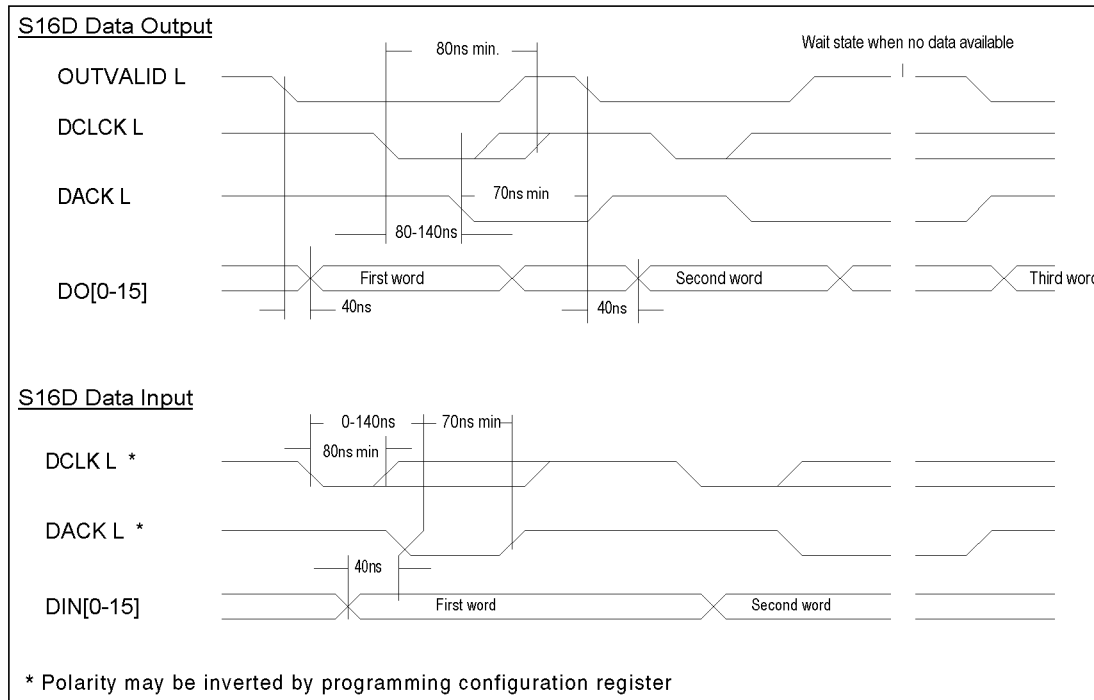 S16D Data Output
80ns min.
Wait state when no data available
OUTVALID L
DCLCK L
DACK L
70ns min
80-140ns
DO[0-15]
First word
Second word
Third word
40ns
40ns
S16D Data Input
0-140ns
70ns min
80ns min
DCLK L *
DACK L *
40ns
DIN[0-15]
First word
Second word
* Polarity may be inverted by programming configuration register